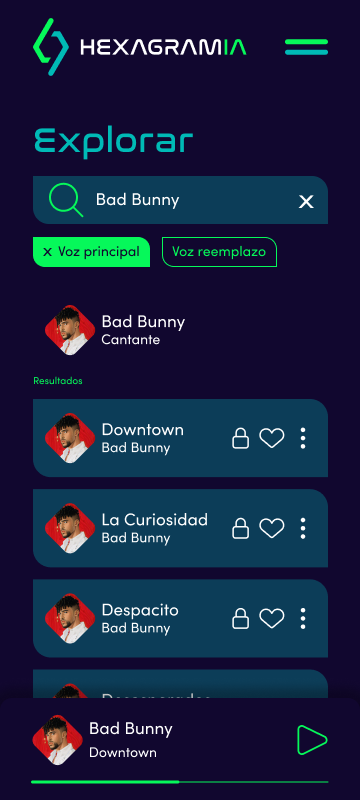 HEXAGRAMIA
Explorar
Bad Bunny
x Voz principal
Voz reemplazo
Bad Bunny
Cantante
Resultados
Downtown
Bad Bunny
La Curiosidad
Bad Bunny
Despacito
Bad Bunny
Bad Bunny
Downtown